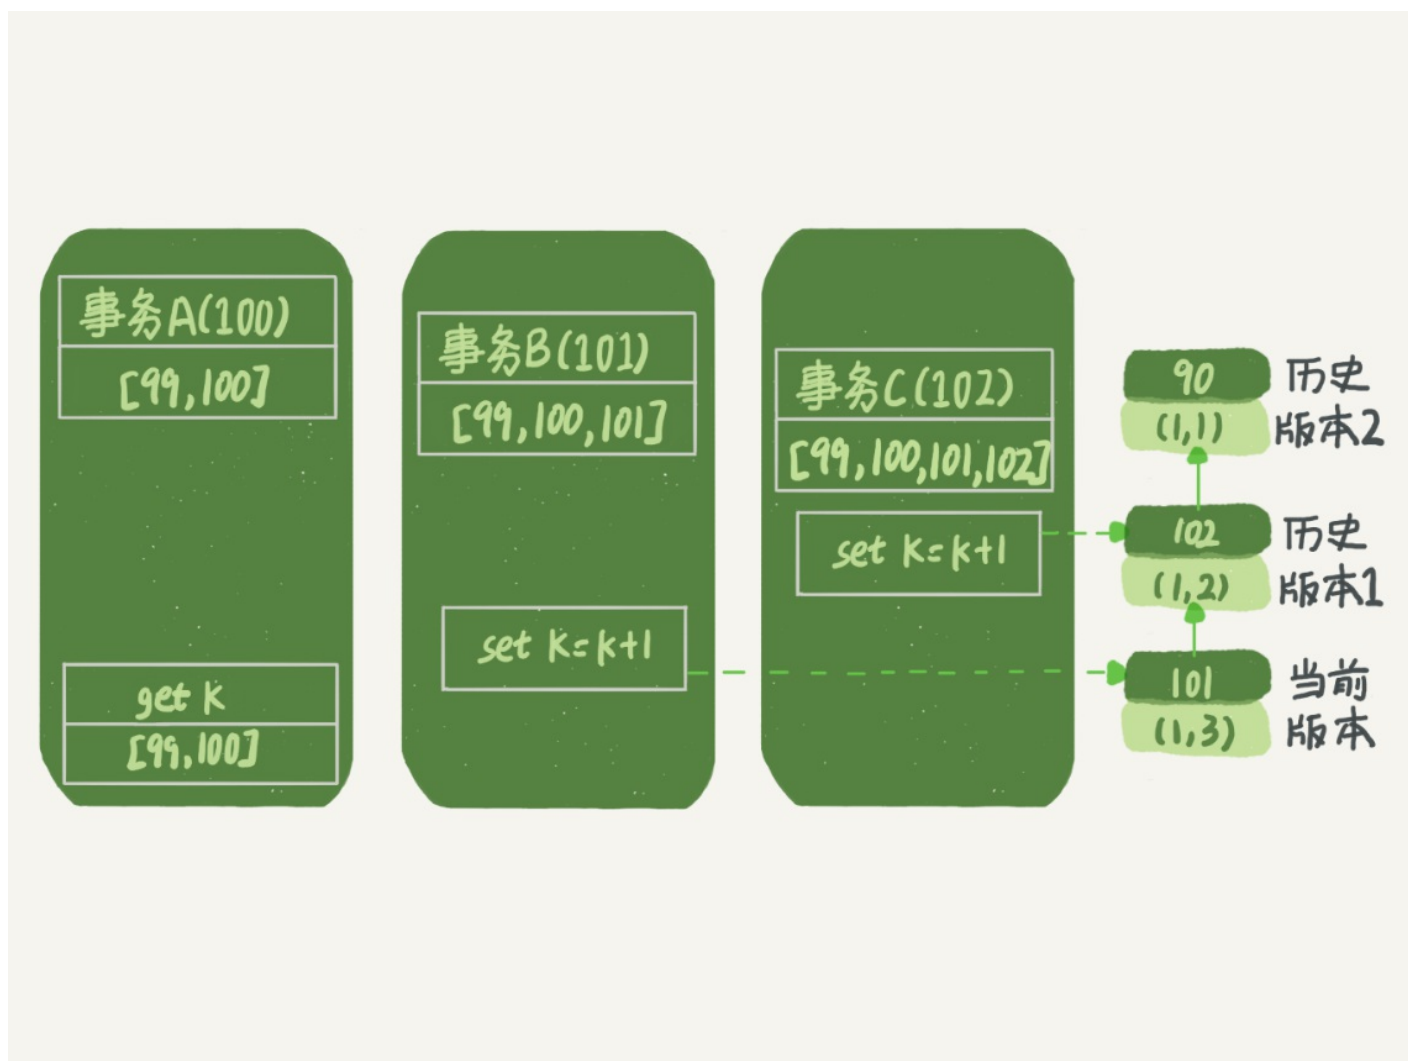 事务A(100)
[99,100]
get k
[99,100]
事务B(101)
[99,100,101]
set k=k+1
事务C(102)
[99,100,101,102]
set k=k+1
90
(1,1)
历史
版本2
102
(1,2)
历史
版本1
101
(1,3)
当前
版本